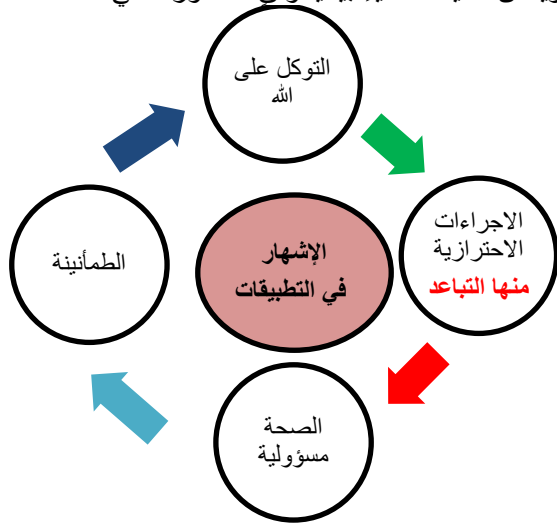 التوكل على
الله
الاجراءات
الاحترازية
منها التباعد
الإشهار
في التطبيقات
الطمأنينة
الصحة
مسؤولية